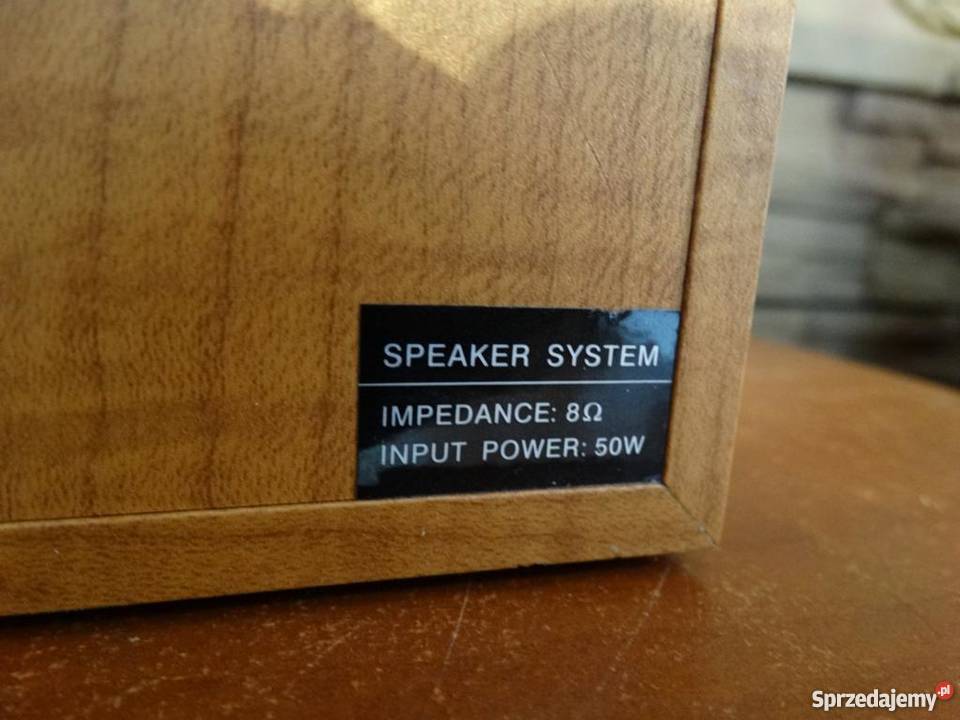 SPEAKER SYSTEM
IMPEDANCE: 8Ω
INPUT POWER: 50W
Sprzedajemy.pl